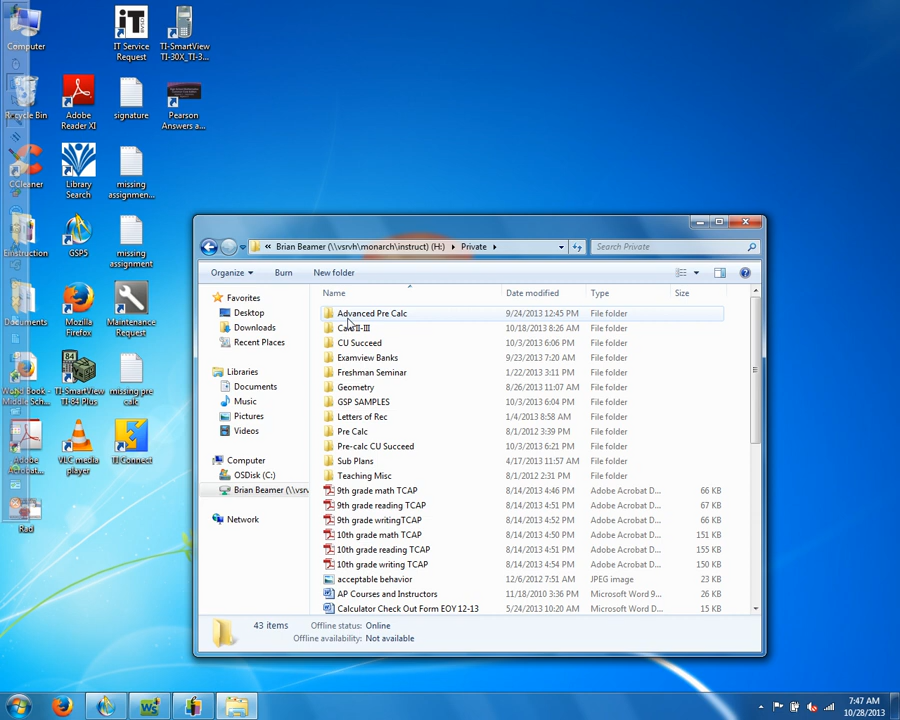 Computer
IT Service
Request
TI-SmartView
TI-30X_TI-3...
Recycle Bin
Adobe
Reader XI
signature
Pearson
Answers a...
CCleaner
Library
Search
missing
assignmen...
Einstruction
GSP5
missing
assignment
Documents
Mozilla
Firefox
Maintenance
Request
World Book -
Middle Sch...
84
TI-SmartView
TI-84 Plus
missing pre
calc
Adobe
Acrobat...
VLC media
player
TI Connect
Rad
« Brian Beamer (\\vsrvh\monarch\instruct) (H:) Private
Search Private
Organize
Burn
New folder
Name
Date modified
Type
Size
Favorites
Desktop
Downloads
Recent Places
Libraries
Documents
Music
Pictures
Videos
Computer
OSDisk (C:)
Brian Beamer (\\vsrv
Network
Advanced Pre Calc 9/24/2013 12:45 PM File folder
10/18/2013 8:26 AM File folder
CU Succeed 10/3/2013 6:06 PM File folder
Examview Banks 9/23/2013 7:20 AM File folder
Freshman Seminar 1/22/2013 3:11 PM File folder
Geometry 8/26/2013 11:07 AM File folder
GSP SAMPLES 10/3/2013 6:04 PM File folder
Letters of Rec 1/4/2013 8:58 AM File folder
Pre Calc 8/1/2012 3:39 PM File folder
Pre-calc CU Succeed 10/3/2013 6:21 PM File folder
Sub Plans 4/17/2013 11:57 AM File folder
Teaching Misc 8/1/2012 2:31 PM File folder
9th grade math TCAP 8/14/2013 4:46 PM Adobe Acrobat D... 66 KB
9th grade reading TCAP 8/14/2013 4:51 PM Adobe Acrobat D... 67 KB
9th grade writingTCAP 8/14/2013 4:52 PM Adobe Acrobat D... 66 KB
10th grade math TCAP 8/14/2013 4:50 PM Adobe Acrobat D... 151 KB
10th grade reading TCAP 8/14/2013 4:51 PM Adobe Acrobat D... 155 KB
10th grade writing TCAP 8/14/2013 4:54 PM Adobe Acrobat D... 150 KB
acceptable behavior 12/6/2012 7:51 AM JPEG image 23 KB
AP Courses and Instructors 11/18/2010 3:36 PM Microsoft Word 9... 28 KB
Calculator Check Out Form EOY 12-13 5/24/2013 10:20 AM Microsoft Word D... 15 KB
43 items
Offline status: Online
Offline availability: Not available
7:47 AM
10/28/2013